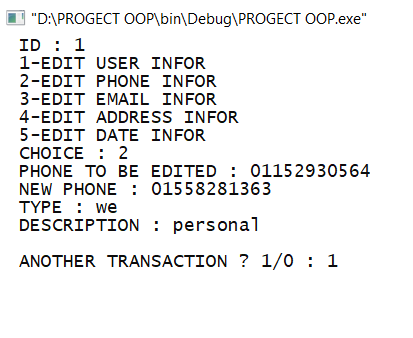 "D:\PROGECT OOP\bin\Debug\PROGECT OOP.exe"
ID : 1
1-EDIT USER INFOR
2-EDIT PHONE INFOR
3-EDIT EMAIL INFOR
4-EDIT ADDRESS INFOR
5-EDIT DATE INFOR
CHOICE : 2
PHONE TO BE EDITED : 01152930564
NEW PHONE : 01558281363
TYPE : we
DESCRIPTION : personal
ANOTHER TRANSACTION ? 1/0 : 1